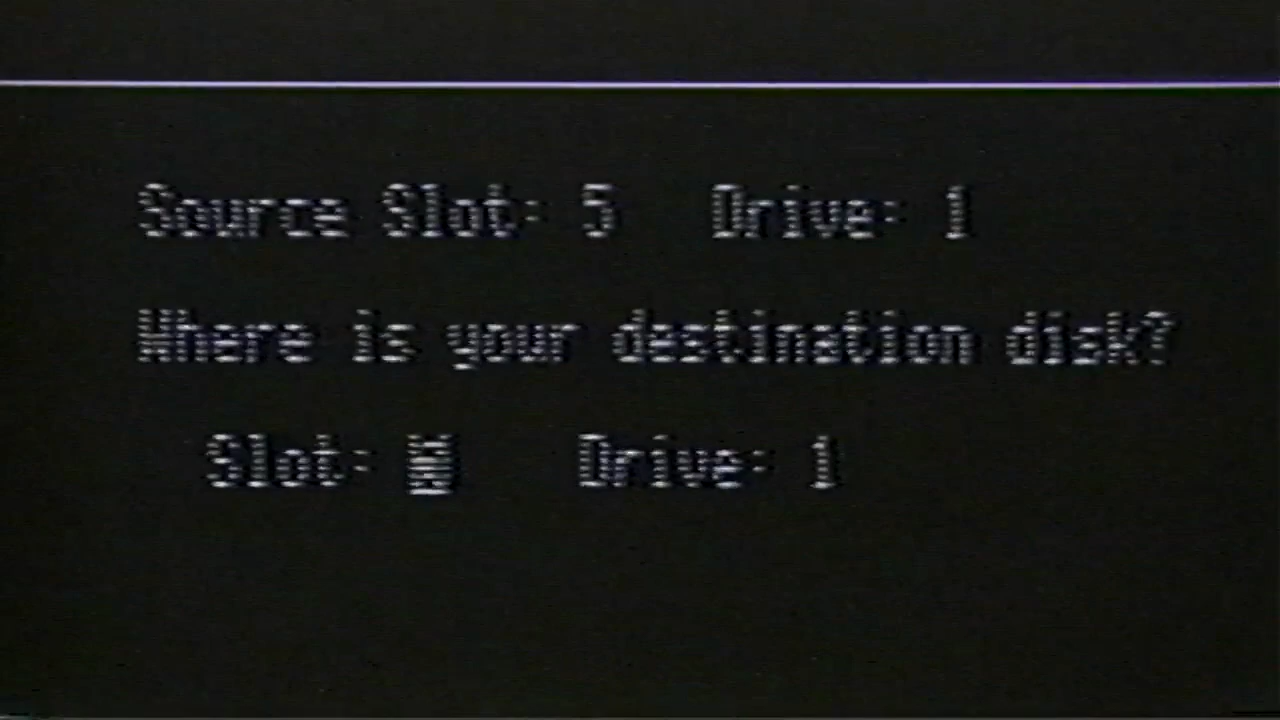 Source Slot: 5 Drive: 1
Where is your destination disk?
Slot: Drive: 1